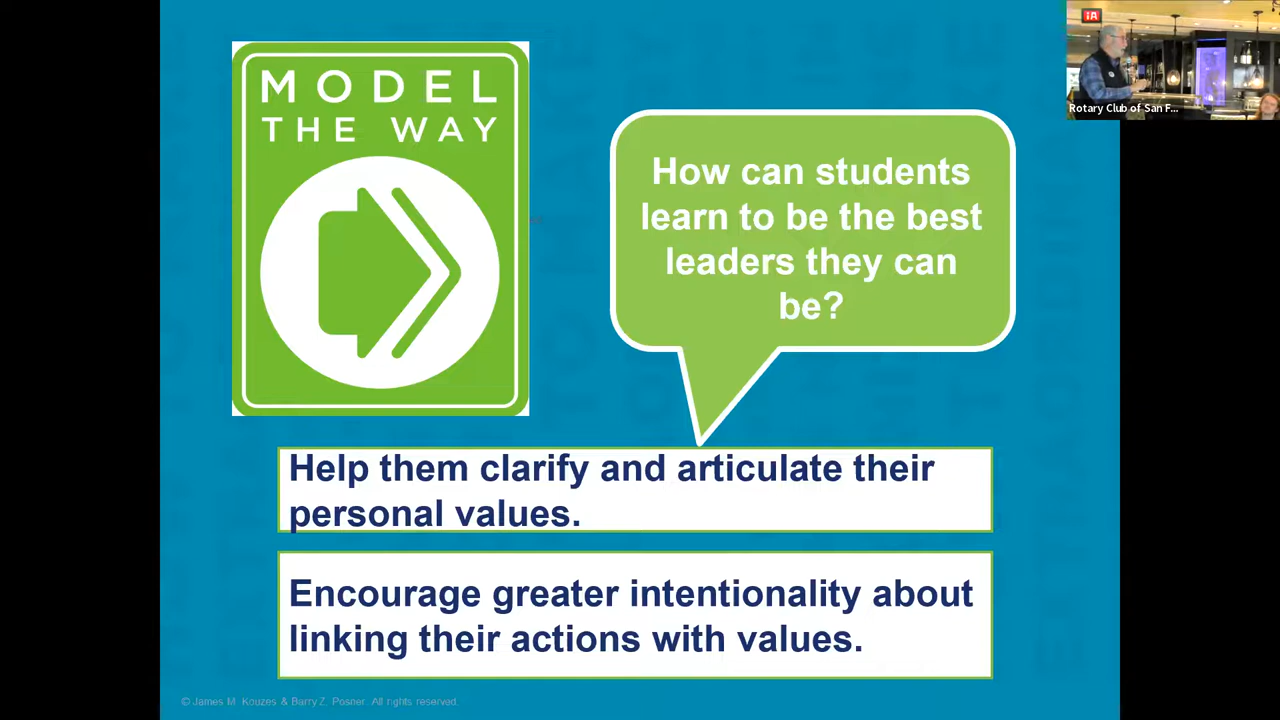 MODEL
THE WAY
How can students
learn to be the best
leaders they can
be?
Help them clarify and articulate their
personal values.
Encourage greater intentionality about
linking their actions with values.
© James M. Kouzes & Barry Z. Posner. All rights reserved.
iA
Rotary Club of San F...